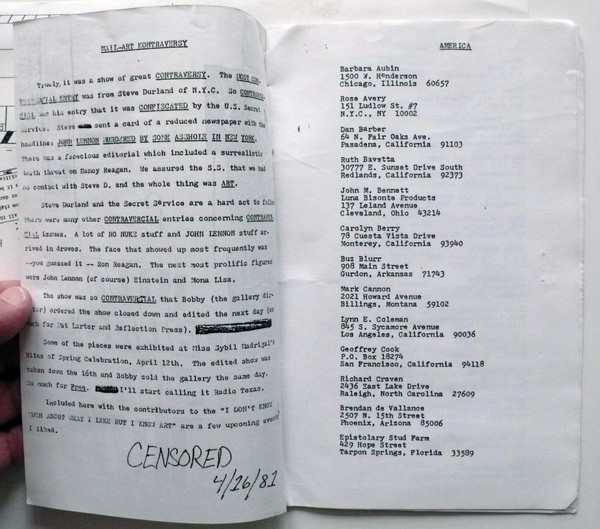 MAIL-ART KONTRAVERSY
Truely, it was a show of great CONTRAVERSY. The MOST CON-
ENTRY was from Steve Durland of N.Y.C. So
was his entry that it was CONFISCATED by the U.S. Secret
Service. Steve sent a card of a reduced newspaper with the
headline: JOHN LENNON MURDERED BY SOME ASSHOLE IN NEW YORK.
There was a ferocious editorial which included a surrealistic
death threat on Nancy Reagan. We assured the S.S. that we had
no contact with Steve D, and the whole thing was ART.
Steve Durland and the Secret Service are a hard act to follow
There were many other CONTRAVERCIAL entries concerning
issues. A lot of NO NUKE stuff and JOHN LENNON stuff ar-
rived in droves. The face that showed up most frequently was
--you guessed it -- Ron Reagan. The next most prolific figures
were John Lennon (of course) Einstein and Mona Lisa.
The show was so CONTRAVERCIAL that Bobby (the gallery dir-
ector) ordered the show closed down and edited the next day (so
much for Pat Larter and Reflection Press).
Some of the pieces were exhibited at Miss Sybil Madrigal's
Rites of Spring Celebration, April 12th. The edited show was
taken down the 16th and Bobby sold the gallery the same day.
So much for Free. I'll start calling it Radio Texas.
Included here with the contributors to the "I DON'T KNOW
MUCH ABOUT WHAT I LIKE BUT I KNOW ART" are a few upcoming events
I liked.
CENSORED
4/26/81
AMERICA
Barbara Aubin
1500 W. Henderson
Chicago, Illinois 60657
Rose Avery
151 Ludlow St. #7
N.Y.C., NY 10002
Dan Barber
64 N. Fair Oaks Ave.
Pasadena, California 91103
Ruth Bavetta
30777 E. Sunset Drive South
Redlands, California 92373
John M. Bennett
Luna Bisonte Products
137 Leland Avenue
Cleveland, Ohio 43214
Carolyn Berry
78 Cuesta Vista Drive
Monterey, California 93940
Buz Blurr
908 Main Street
Gurdon, Arkansas 71743
Mark Cannon
2021 Howard Avenue
Billings, Montana 59102
Lynn E. Coleman
845 S. Sycamore Avenue
Los Angeles, California 90036
Geoffrey Cook
P.O. Box 18274
San Francisco, California 94118
Richard Craven
2436 East Lake Drive
Raleigh, North Carolina 27609
Brendan de Vallance
2507 N. 15th Street
Phoenix, Arizona 85006
Epistolary Stud Farm
429 Hope Street
Tarpon Springs, Florida 33589